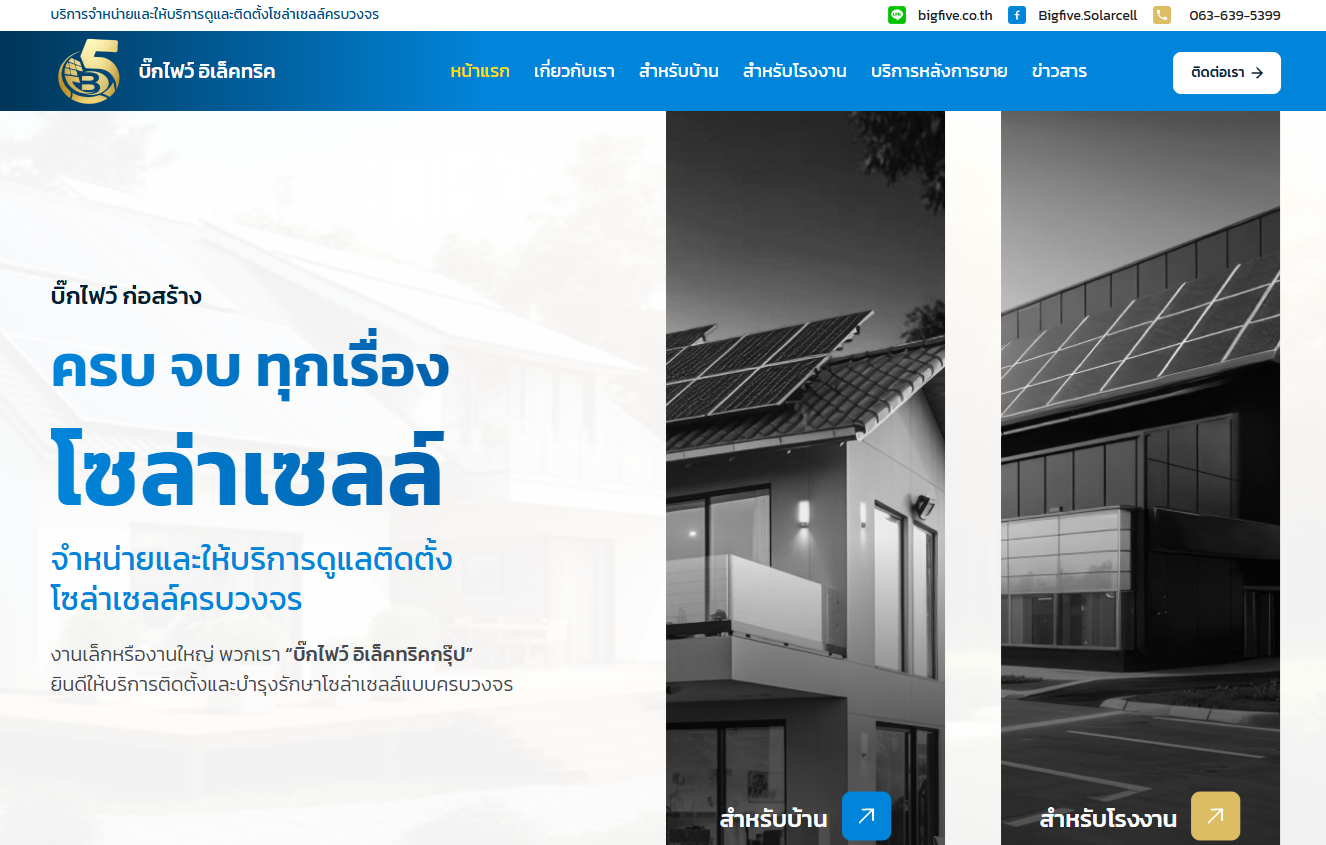 บริการจำหน่ายและให้บริการดูและติดตั้งโซล่าเซลล์ครบวงจร
bigfive.co.th
Bigfive.Solarcell
063-639-5399
5
B
บิ๊กไฟว์ อิเล็คทริค
หน้าแรก
เกี่ยวกับเรา
สำหรับบ้าน
สำหรับโรงงาน
บริการหลังการขาย
ข่าวสาร
ติดต่อเรา
บิ๊กไฟว์ ก่อสร้าง
ครบ จบ ทุกเรื่อง
โซล่าเซลล์
จำหน่ายและให้บริการดูแลติดตั้ง
โซล่าเซลล์ครบวงจร
งานเล็กหรืองานใหญ่ พวกเรา “บิ๊กไฟว์ อิเล็คทริคกรุ๊ป”
ยินดีให้บริการติดตั้งและบำรุงรักษาโซล่าเซลล์แบบครบวงจร
สำหรับบ้าน
สำหรับโรงงาน